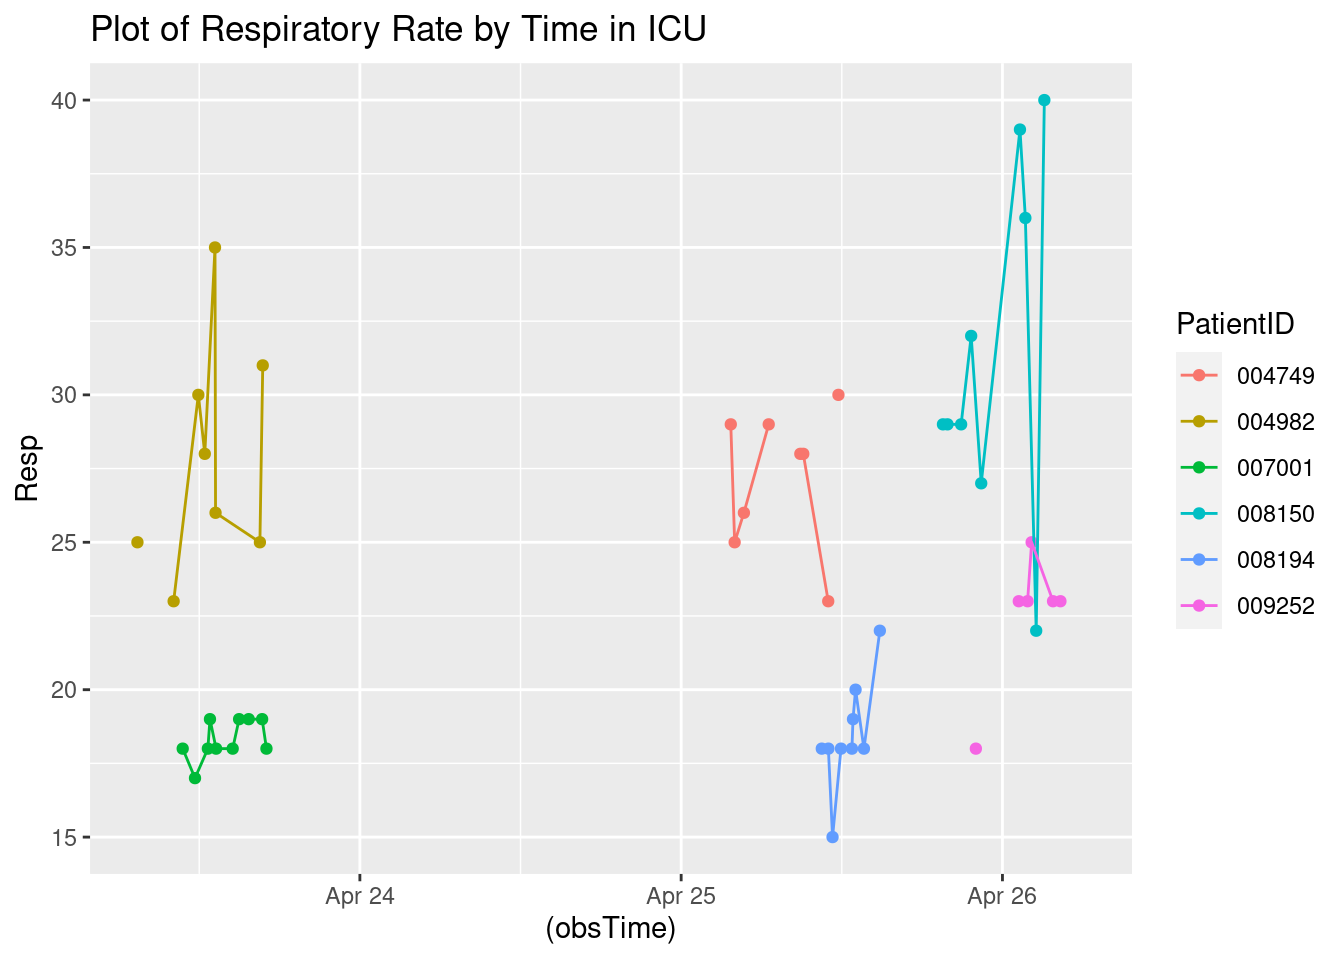 Plot of Respiratory Rate by Time in ICU
40
35
30
25
20
15
Resp
Apr 24
Apr 25
Apr 26
(obsTime)
PatientID
004749
004982
007001
008150
008194
009252